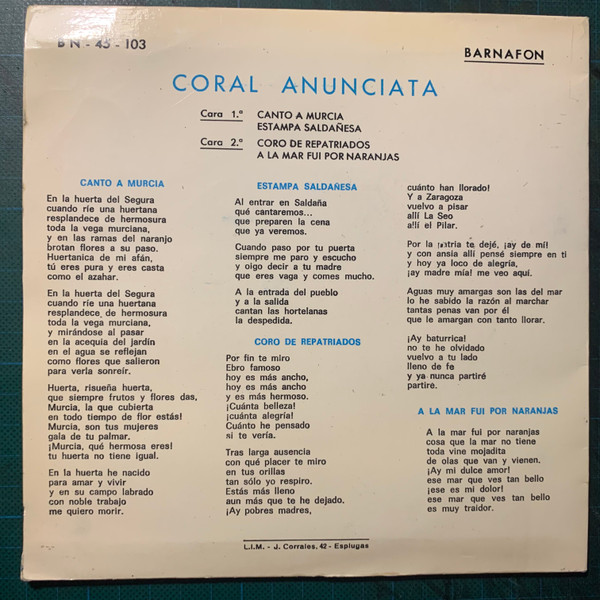 BN - 45 - 103
BARNAFON
CORAL ANUNCIATA
Cara 1.ª CANTO A MURCIA
ESTAMPA SALDAÑESA
Cara 2.ª CORO DE REPATRIADOS
A LA MAR FUI POR NARANJAS
CANTO A MURCIA
En la huerta del Segura
cuando ríe una huertana
resplandece de hermosura
toda la vega murciana,
y en las ramas del naranjo
brotan flores a su paso.
Huertanica de mi afán,
tú eres pura y eres casta
como el azahar.
En la huerta del Segura
cuando ríe una huertana
resplandece de hermosura
toda la vega murciana,
y mirándose al pasar
en la acequia del jardín
en el agua se reflejan
como flores que salieron
para verla sonreír.
Huerta, risueña huerta,
que siempre frutos y flores das,
Murcia, la que cubierta
en todo tiempo de flor estás!
Murcia, son tus mujeres
gala de tu palmar.
¡Murcia, qué hermosa eres!
tu huerta no tiene igual.
En la huerta he nacido
para amar y vivir
y en su campo labrado
con noble trabajo
me quiero morir.
ESTAMPA SALDAÑESA
Al entrar en Saldaña
qué cantaremos...
que preparen la cena
que ya veremos.
Cuando paso por tu puerta
siempre me paro y escucho
y oigo decir a tu madre
que eres vaga y comes mucho.
A la entrada del pueblo
y a la salida
cantan las hortelanas
la despedida.
CORO DE REPATRIADOS
Por fin te miro
Ebro famoso
hoy es más ancho,
hoy es más ancho
y es más hermoso.
¡Cuánta belleza!
¡cuánta alegría!
Cuánto he pensado
si te vería.
Tras larga ausencia
con qué placer te miro
en tus orillas
tan sólo yo respiro.
Estás más lleno
aun más que te he dejado.
¡Ay pobres madres,
cuánto han llorado!
Y a Zaragoza
vuelvo a pisar
allí La Seo
allí el Pilar.
Por la patria te dejé, ¡ay de mí!
y con ansia allí pensé siempre en ti
y hoy ya loco de alegría,
¡ay madre mía! me veo aquí.
Aguas muy amargas son las del mar
lo he sabido la razón al marchar
tantas penas van por él
que le amargan con tanto llorar.
¡Ay baturrica!
no te he olvidado
vuelvo a tu lado
lleno de fe
y ya nunca partiré
partiré.
A LA MAR FUI POR NARANJAS
A la mar fui por naranjas
cosa que la mar no tiene
toda vine mojadita
de olas que van y vienen.
¡Ay mi dulce amor!
ese mar que ves tan bello
¡ese es mi dolor!
ese mar que ves tan bello
es muy traidor.
L.I.M. - J. Corrales, 42 - Esplugas